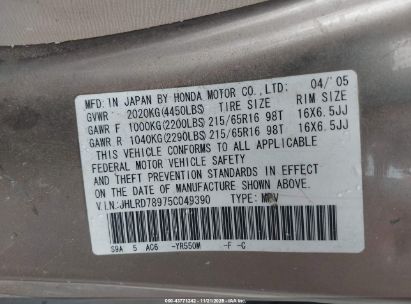 MFD. IN JAPAN BY HONDA MOTOR CO., LTD: 04/'05
GVWR 2020KG(4450LBS) TIRE SIZE RIM SIZE
GAWR F 1000KG(2200LBS) 215/65R16 98T 16X6.5JJ
GAWR R 1040KG(2290LBS) 215/65R16 98T 16X6.5JJ
THIS VEHICLE CONFORMS TO ALL APPLICABLE
FEDERAL MOTOR VEHICLE SAFETY AND
THEFT PREVENTION STANDARDS IN EFFECT ON
THE DATE OF MANUFACTURE SHOWN ABOVE.
V.I.N: JHLRD78975C049390 TYPE: MPV
S9A 5 AC6 -YR550M -F -C